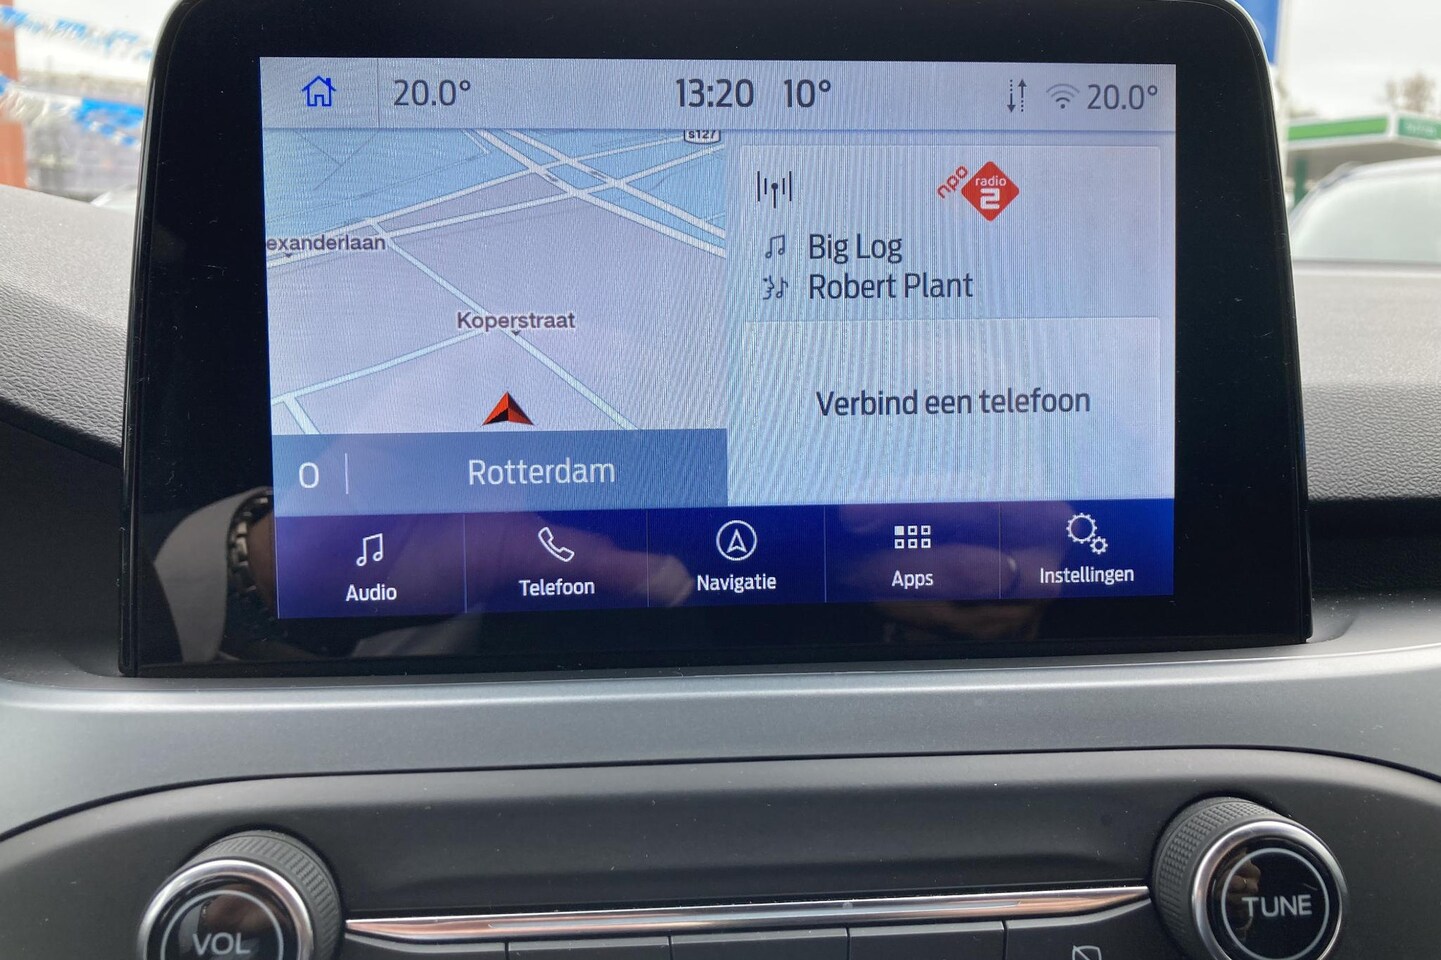 20.0°
13:20 10°
20.0°
s127
exanderlaan
Koperstraat
npo radio 2
Big Log
Robert Plant
Verbind een telefoon
0
Rotterdam
Audio
Telefoon
Navigatie
Apps
Instellingen
VOL
TUNE